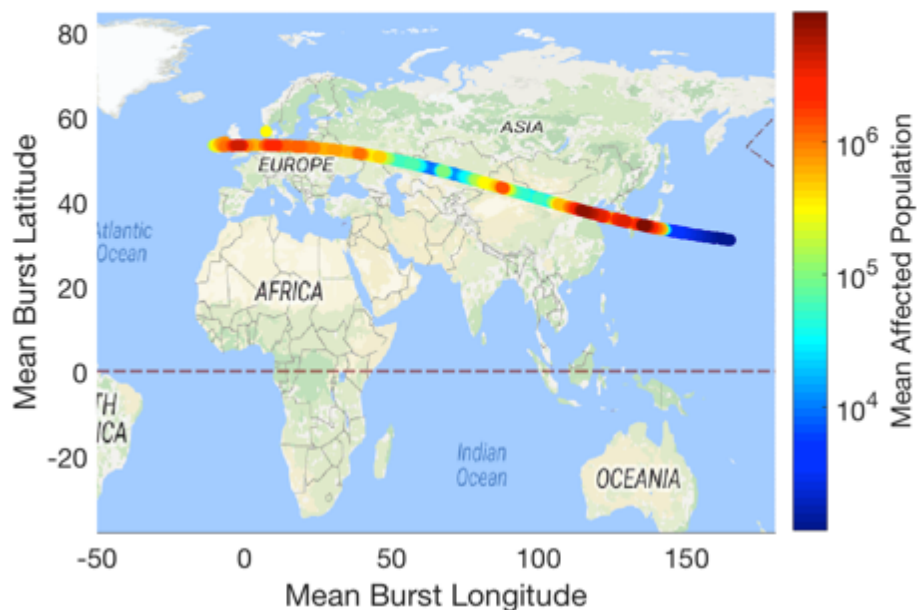 80
60
40
20
0
-20
-50
0
50
100
150
Mean Burst Latitude
Mean Burst Longitude
ASIA
EUROPE
Atlantic
Ocean
AFRICA
TH
ICA
Indian
Ocean
OCEANIA
10^6
10^5
10^4
Mean Affected Population